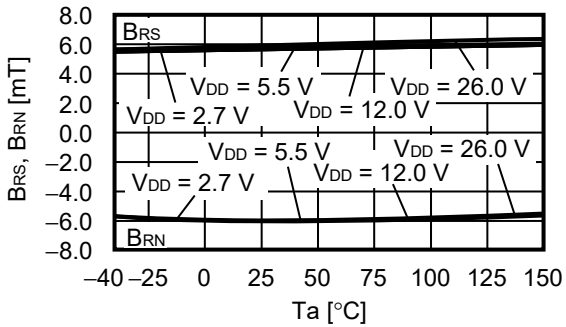 BRS, BRN [mT]
8.0
6.0
4.0
2.0
0.0
−2.0
−4.0
−6.0
−8.0
BRS
VDD = 5.5 V
VDD = 26.0 V
VDD = 2.7 V
VDD = 12.0 V
VDD = 5.5 V
VDD = 26.0 V
VDD = 2.7 V
VDD = 12.0 V
BRN
−40
−25
0
25
50
75
100
125
150
Ta [°C]